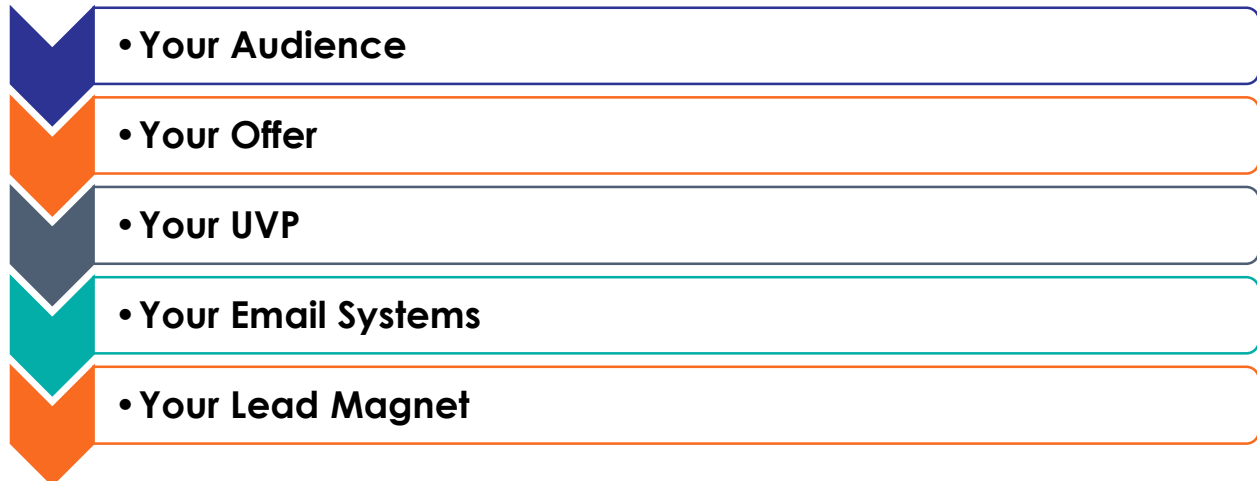 • Your Audience
• Your Offer
• Your UVP
• Your Email Systems
• Your Lead Magnet